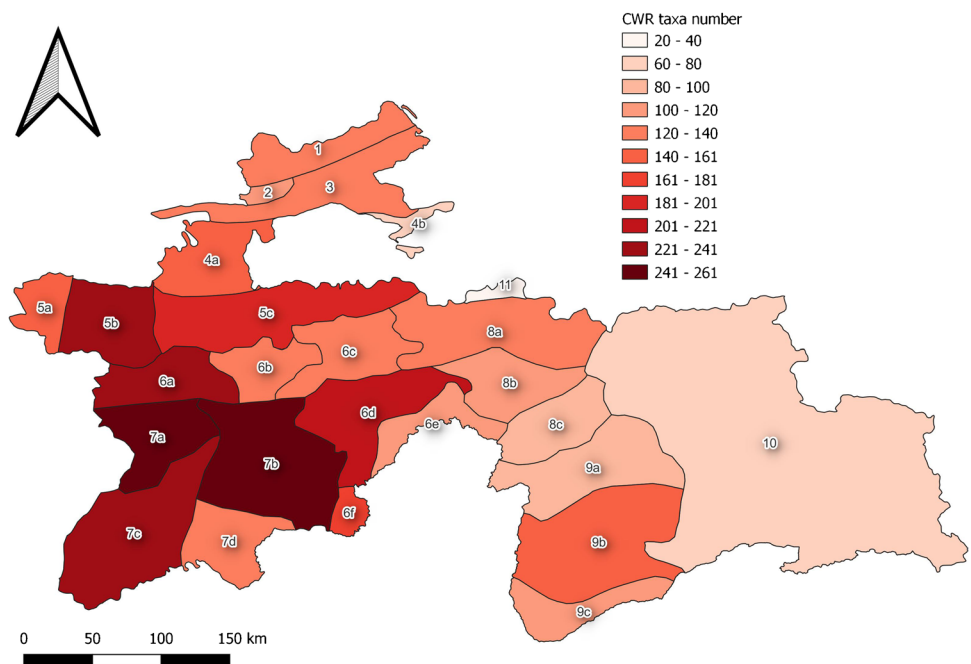 CWR taxa number
20 - 40
60 - 80
80 - 100
100 - 120
120 - 140
140 - 161
161 - 181
181 - 201
201 - 221
221 - 241
241 - 261
1
2
3
4b
4a
11
5a
5b
5c
8a
6c
6b
6a
8b
6d
6e
8c
7a
10
7b
9a
6f
7c
7d
9b
9c
0 50 100 150 km